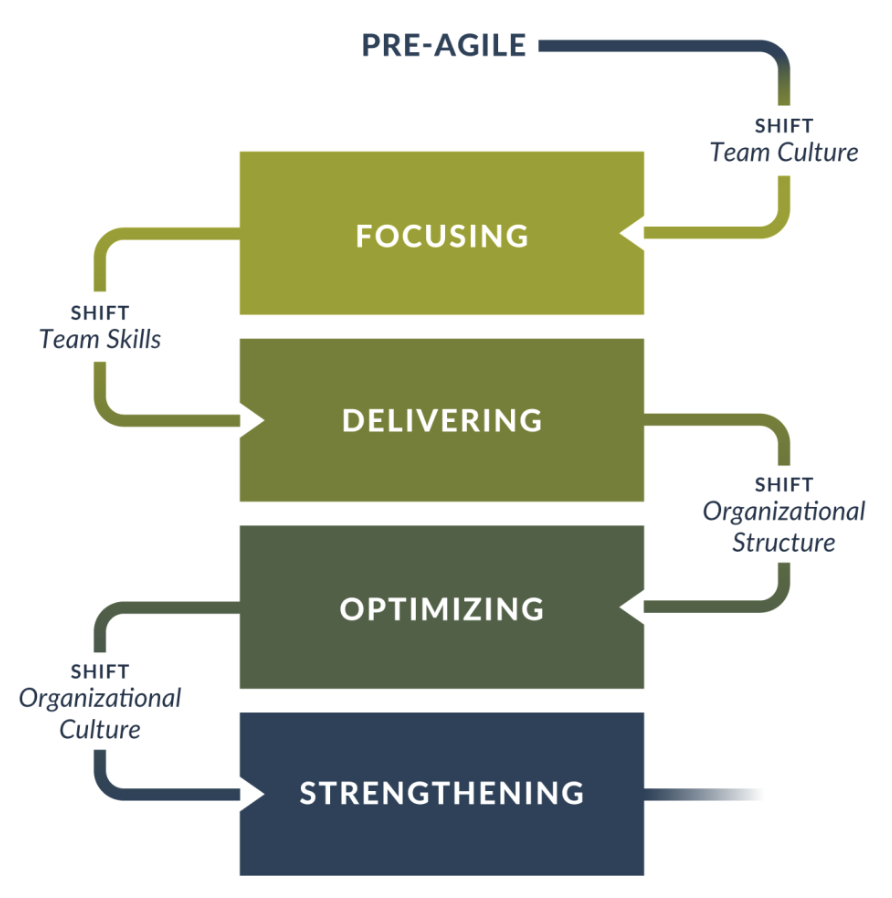 PRE-AGILE
SHIFT
Team Culture
FOCUSING
SHIFT
Team Skills
DELIVERING
SHIFT
Organizational
Structure
OPTIMIZING
SHIFT
Organizational
Culture
STRENGTHENING